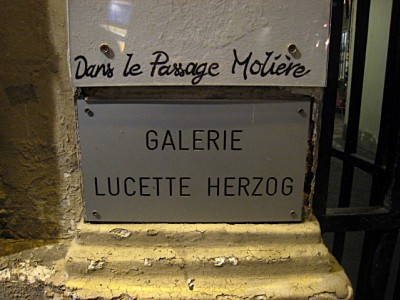 Dans le Passage Molière
GALERIE
LUCETTE HERZOG